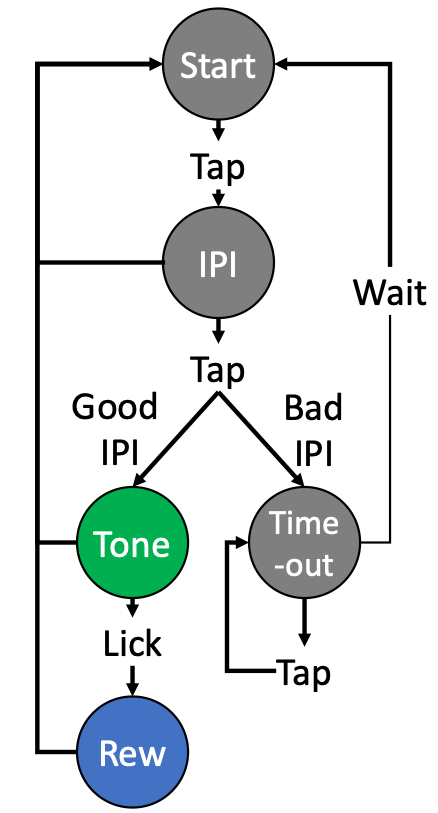 Start
Tap
IPI
Wait
Tap
Good
IPI
Bad
IPI
Tone
Time
-out
Lick
Tap
Rew